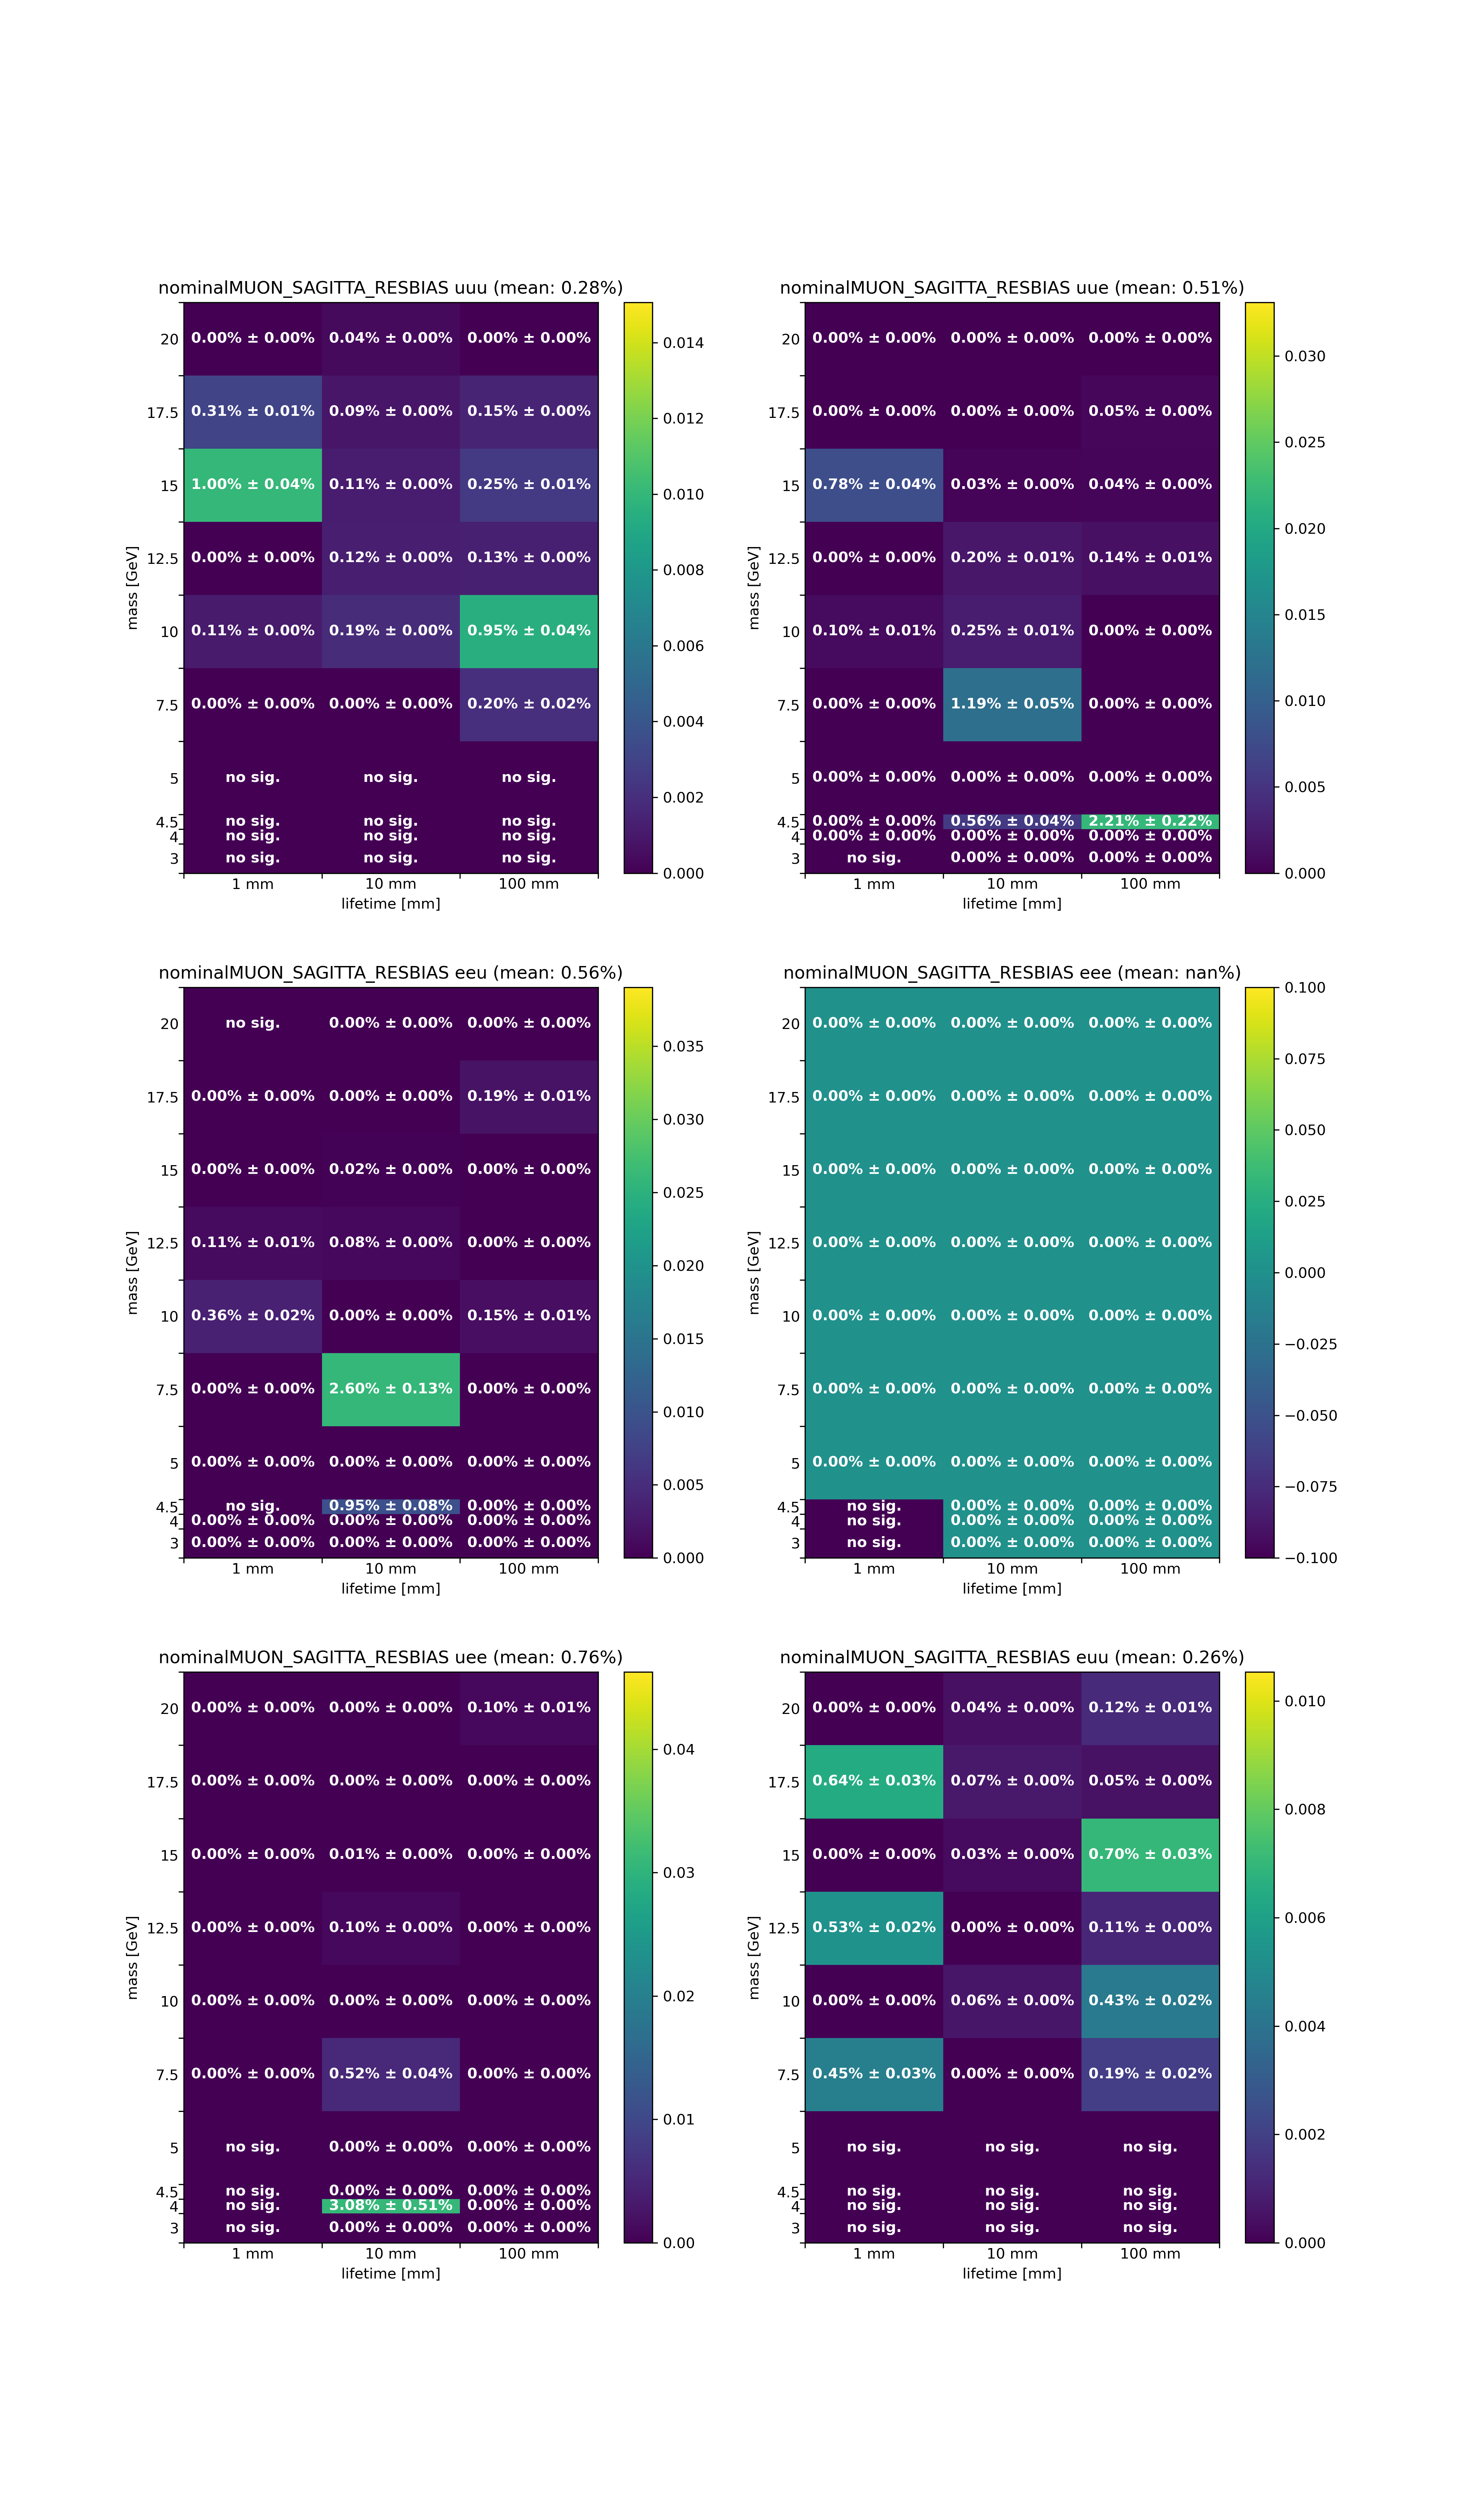 nominalMUON_SAGITTA_RESBIAS uuu (mean: 0.28%)
20 0.00% ± 0.00% 0.04% ± 0.00% 0.00% ± 0.00%
17.5 0.31% ± 0.01% 0.09% ± 0.00% 0.15% ± 0.00%
15 1.00% ± 0.04% 0.11% ± 0.00% 0.25% ± 0.01%
12.5 0.00% ± 0.00% 0.12% ± 0.00% 0.13% ± 0.00%
10 0.11% ± 0.00% 0.19% ± 0.00% 0.95% ± 0.04%
7.5 0.00% ± 0.00% 0.00% ± 0.00% 0.20% ± 0.02%
5 no sig. no sig. no sig.
4.5 no sig. no sig. no sig.
4 no sig. no sig. no sig.
3 no sig. no sig. no sig.
1 mm 10 mm 100 mm
lifetime [mm]
mass [GeV]
0.014
0.012
0.010
0.008
0.006
0.004
0.002
0.000
nominalMUON_SAGITTA_RESBIAS uue (mean: 0.51%)
20 0.00% ± 0.00% 0.00% ± 0.00% 0.00% ± 0.00%
17.5 0.00% ± 0.00% 0.00% ± 0.00% 0.05% ± 0.00%
15 0.78% ± 0.04% 0.03% ± 0.00% 0.04% ± 0.00%
12.5 0.00% ± 0.00% 0.20% ± 0.01% 0.14% ± 0.01%
10 0.10% ± 0.01% 0.25% ± 0.01% 0.00% ± 0.00%
7.5 0.00% ± 0.00% 1.19% ± 0.05% 0.00% ± 0.00%
5 0.00% ± 0.00% 0.00% ± 0.00% 0.00% ± 0.00%
4.5 0.00% ± 0.00% 0.56% ± 0.04% 2.21% ± 0.22%
4 0.00% ± 0.00% 0.00% ± 0.00% 0.00% ± 0.00%
3 no sig. 0.00% ± 0.00% 0.00% ± 0.00%
1 mm 10 mm 100 mm
lifetime [mm]
mass [GeV]
0.030
0.025
0.020
0.015
0.010
0.005
0.000
nominalMUON_SAGITTA_RESBIAS eeu (mean: 0.56%)
20 no sig. 0.00% ± 0.00% 0.00% ± 0.00%
17.5 0.00% ± 0.00% 0.00% ± 0.00% 0.19% ± 0.01%
15 0.00% ± 0.00% 0.02% ± 0.00% 0.00% ± 0.00%
12.5 0.11% ± 0.01% 0.08% ± 0.00% 0.00% ± 0.00%
10 0.36% ± 0.02% 0.00% ± 0.00% 0.15% ± 0.01%
7.5 0.00% ± 0.00% 2.60% ± 0.13% 0.00% ± 0.00%
5 0.00% ± 0.00% 0.00% ± 0.00% 0.00% ± 0.00%
4.5 no sig. 0.95% ± 0.08% 0.00% ± 0.00%
4 0.00% ± 0.00% 0.00% ± 0.00% 0.00% ± 0.00%
3 0.00% ± 0.00% 0.00% ± 0.00% 0.00% ± 0.00%
1 mm 10 mm 100 mm
lifetime [mm]
mass [GeV]
0.035
0.030
0.025
0.020
0.015
0.010
0.005
0.000
nominalMUON_SAGITTA_RESBIAS eee (mean: nan%)
20 0.00% ± 0.00% 0.00% ± 0.00% 0.00% ± 0.00%
17.5 0.00% ± 0.00% 0.00% ± 0.00% 0.00% ± 0.00%
15 0.00% ± 0.00% 0.00% ± 0.00% 0.00% ± 0.00%
12.5 0.00% ± 0.00% 0.00% ± 0.00% 0.00% ± 0.00%
10 0.00% ± 0.00% 0.00% ± 0.00% 0.00% ± 0.00%
7.5 0.00% ± 0.00% 0.00% ± 0.00% 0.00% ± 0.00%
5 0.00% ± 0.00% 0.00% ± 0.00% 0.00% ± 0.00%
4.5 no sig. 0.00% ± 0.00% 0.00% ± 0.00%
4 no sig. 0.00% ± 0.00% 0.00% ± 0.00%
3 no sig. 0.00% ± 0.00% 0.00% ± 0.00%
1 mm 10 mm 100 mm
lifetime [mm]
mass [GeV]
0.100
0.075
0.050
0.025
0.000
−0.025
−0.050
−0.075
−0.100
nominalMUON_SAGITTA_RESBIAS uee (mean: 0.76%)
20 0.00% ± 0.00% 0.00% ± 0.00% 0.10% ± 0.01%
17.5 0.00% ± 0.00% 0.00% ± 0.00% 0.00% ± 0.00%
15 0.00% ± 0.00% 0.01% ± 0.00% 0.00% ± 0.00%
12.5 0.00% ± 0.00% 0.10% ± 0.00% 0.00% ± 0.00%
10 0.00% ± 0.00% 0.00% ± 0.00% 0.00% ± 0.00%
7.5 0.00% ± 0.00% 0.52% ± 0.04% 0.00% ± 0.00%
5 no sig. 0.00% ± 0.00% 0.00% ± 0.00%
4.5 no sig. 0.00% ± 0.00% 0.00% ± 0.00%
4 no sig. 3.08% ± 0.51% 0.00% ± 0.00%
3 no sig. 0.00% ± 0.00% 0.00% ± 0.00%
1 mm 10 mm 100 mm
lifetime [mm]
mass [GeV]
0.04
0.03
0.02
0.01
0.00
nominalMUON_SAGITTA_RESBIAS euu (mean: 0.26%)
20 0.00% ± 0.00% 0.04% ± 0.00% 0.12% ± 0.01%
17.5 0.64% ± 0.03% 0.07% ± 0.00% 0.05% ± 0.00%
15 0.00% ± 0.00% 0.03% ± 0.00% 0.70% ± 0.03%
12.5 0.53% ± 0.02% 0.00% ± 0.00% 0.11% ± 0.00%
10 0.00% ± 0.00% 0.06% ± 0.00% 0.43% ± 0.02%
7.5 0.45% ± 0.03% 0.00% ± 0.00% 0.19% ± 0.02%
5 no sig. no sig. no sig.
4.5 no sig. no sig. no sig.
4 no sig. no sig. no sig.
3 no sig. no sig. no sig.
1 mm 10 mm 100 mm
lifetime [mm]
mass [GeV]
0.010
0.008
0.006
0.004
0.002
0.000